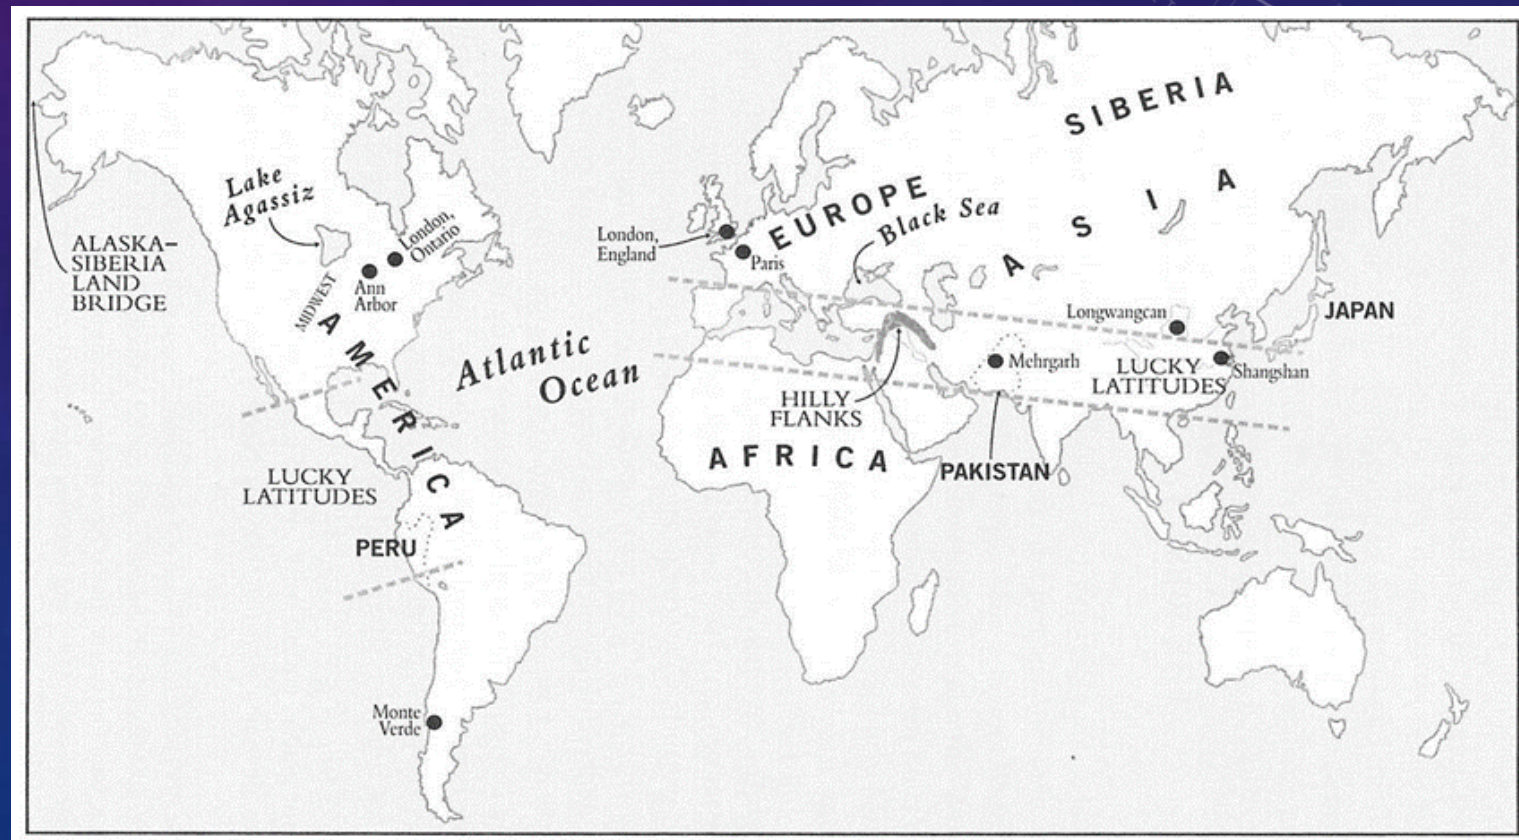 SIBERIA
ASIA
EUROPE
Black Sea
Lake
Agassiz
London,
Ontario
ALASKA–
SIBERIA
LAND
BRIDGE
MIDWEST
Ann
Arbor
London,
England
Paris
AMERICA
Atlantic
Ocean
Longwangcan
JAPAN
Mehrgarh
LUCKY
LATITUDES
Shangshan
HILLY
FLANKS
AFRICA
PAKISTAN
LUCKY
LATITUDES
PERU
Monte
Verde